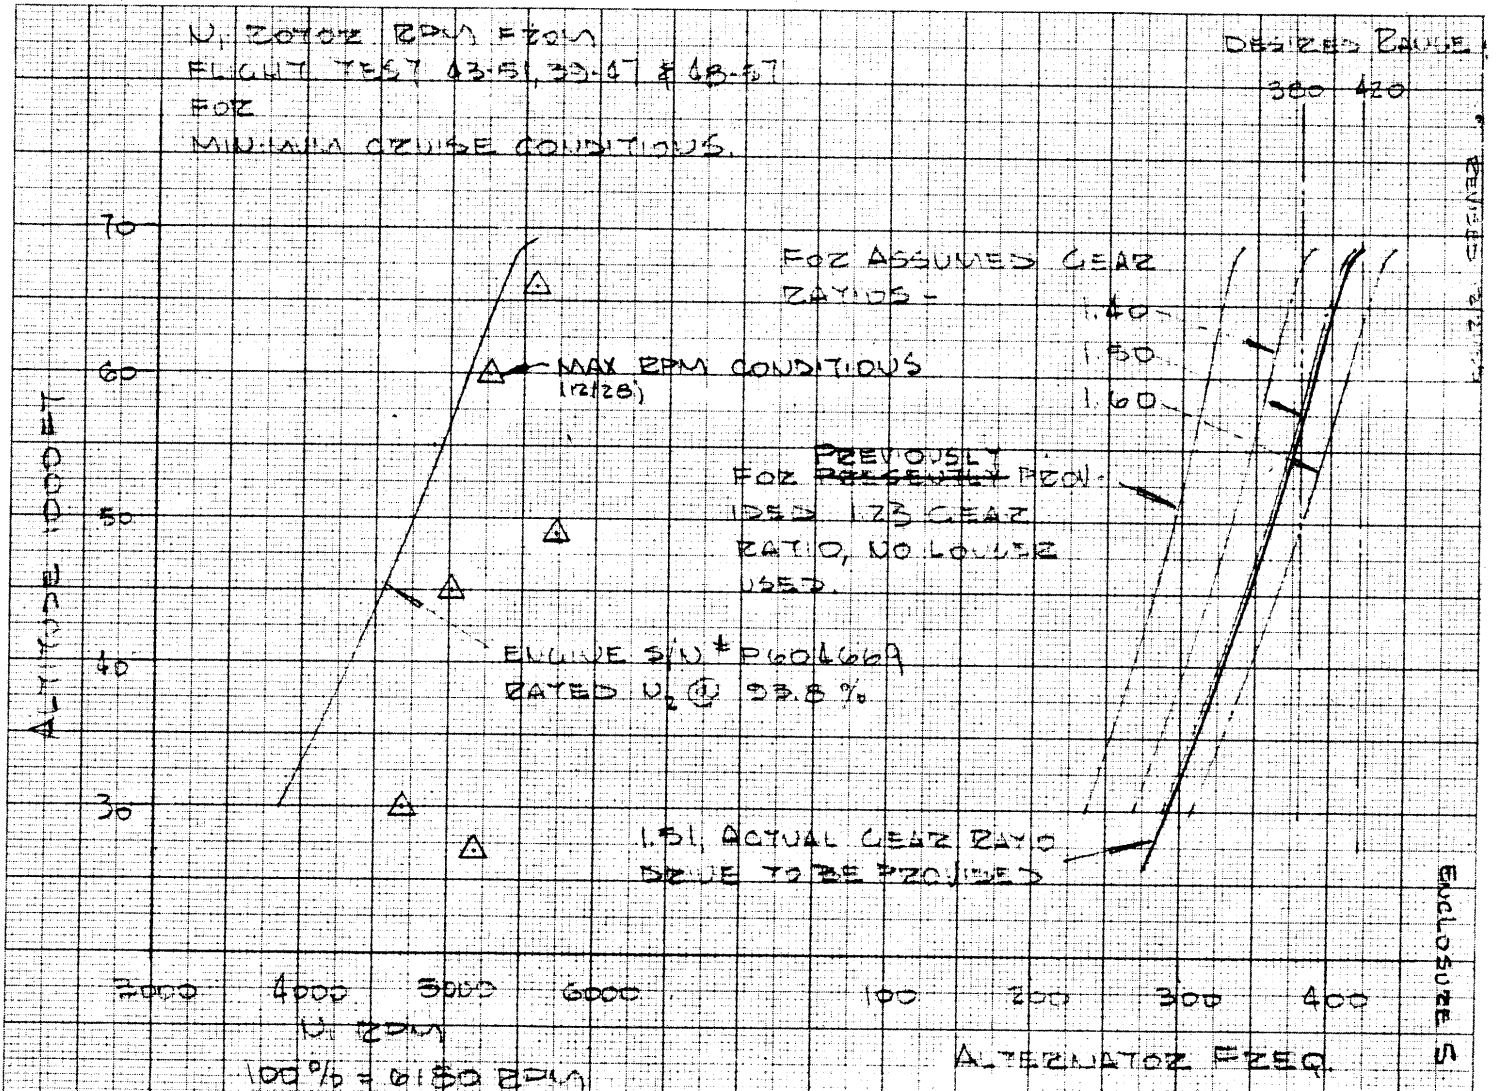 N₁ ROTOR RPM FROM
FLIGHT TEST 43-51, 39-47 & 48-57
FOR
MINIMUM CRUISE CONDITIONS.
DESIRED RANGE
380 420
REVISED
70
60
50
40
30
ALTITUDE 1000 FT
FOR ASSUMED GEAR
RATIOS -
1.40
1.50
1.60
MAX RPM CONDITIONS
(12/28)
PREVIOUSLY
FOR PRESENTLY PROV-
IDED 1.23 GEAR
RATIO, NO LOUVER
USED.
ENGINE S/N # P604669
RATED N₂ @ 93.8 %
1.51, ACTUAL GEAR RATIO
DRIVE TO BE PROVIDED
3000 4000 5000 6000
N₁ RPM
100% = 6180 RPM
100 200 300 400
ALTERNATOR FREQ.
ENCLOSURE 5